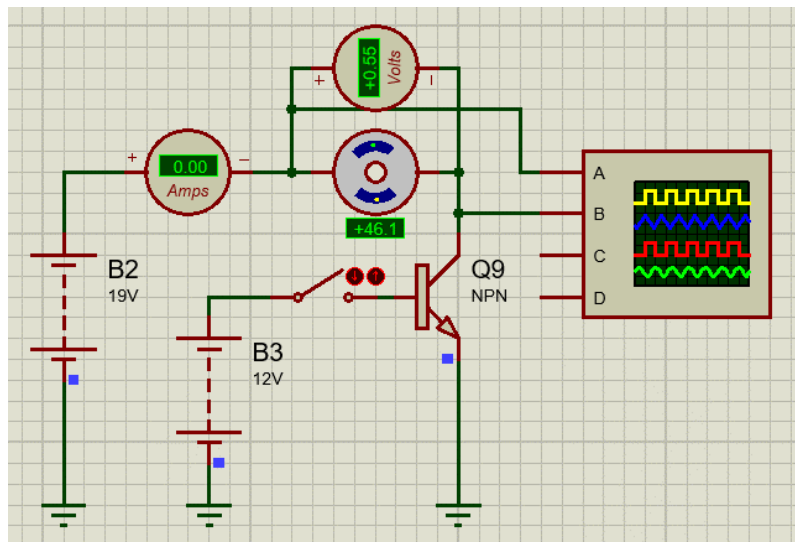 +0.55
Volts
+
−
+
0.00
−
Amps
+46.1
A
B
C
D
B2
19V
Q9
NPN
B3
12V